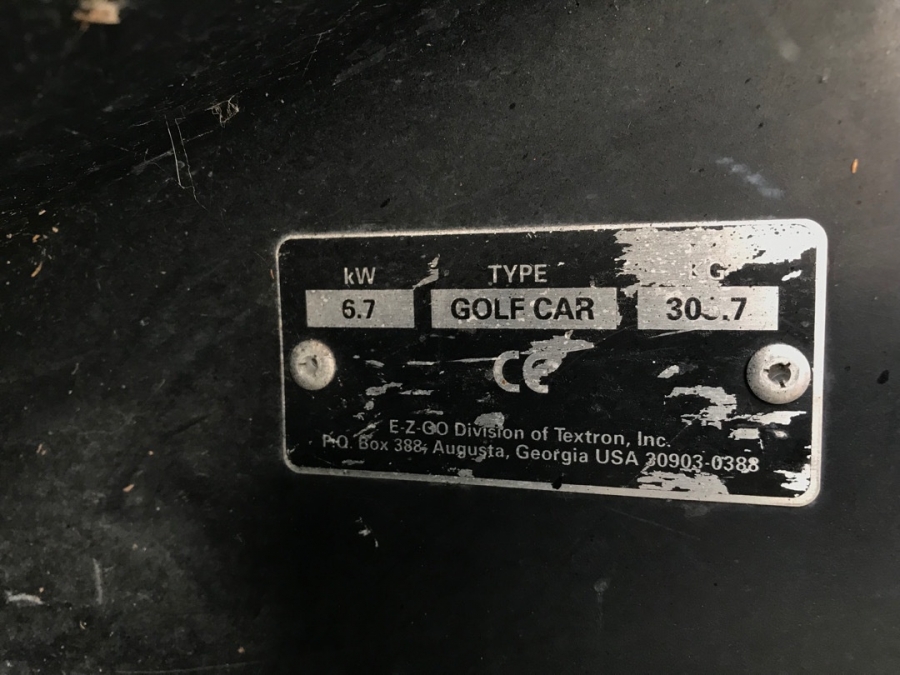 kW TYPE
6.7 GOLF CAR
CE
E-Z-GO Division of Textron, Inc.
P.O. Box 388, Augusta, Georgia USA 30903-0388